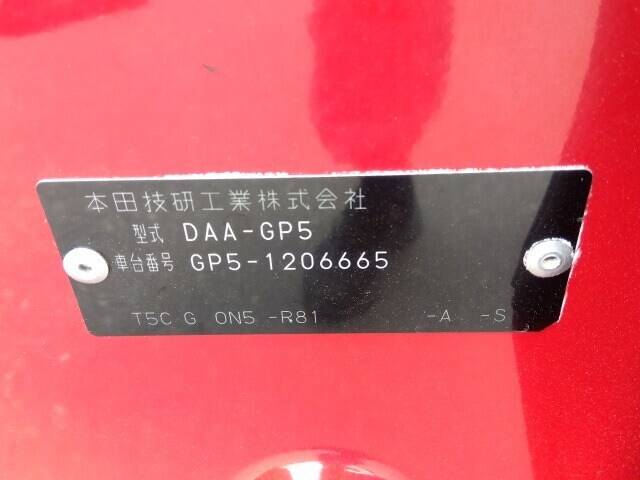 本田技研工業株式会社
型式 DAA-GP5
車台番号 GP5-1206665
T5C G ON5 -R81 -A -S